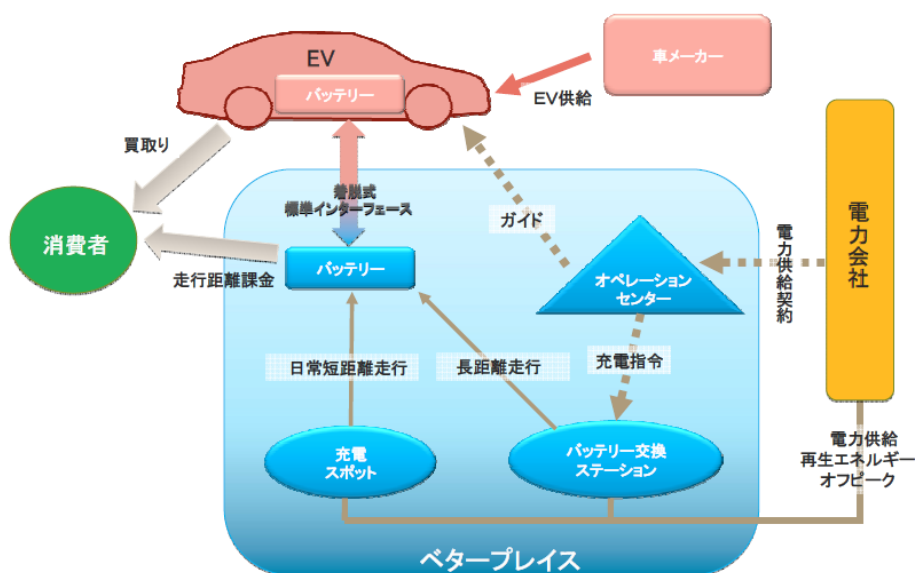 EV
バッテリー
車メーカー
EV供給
買取り
着脱式
標準インターフェース
ガイド
電力会社
消費者
走行距離課金
バッテリー
オペレーション
センター
電力供給契約
日常短距離走行
長距離走行
充電指令
充電
スポット
バッテリー交換
ステーション
電力供給
再生エネルギー
オフピーク
ベタープレイス